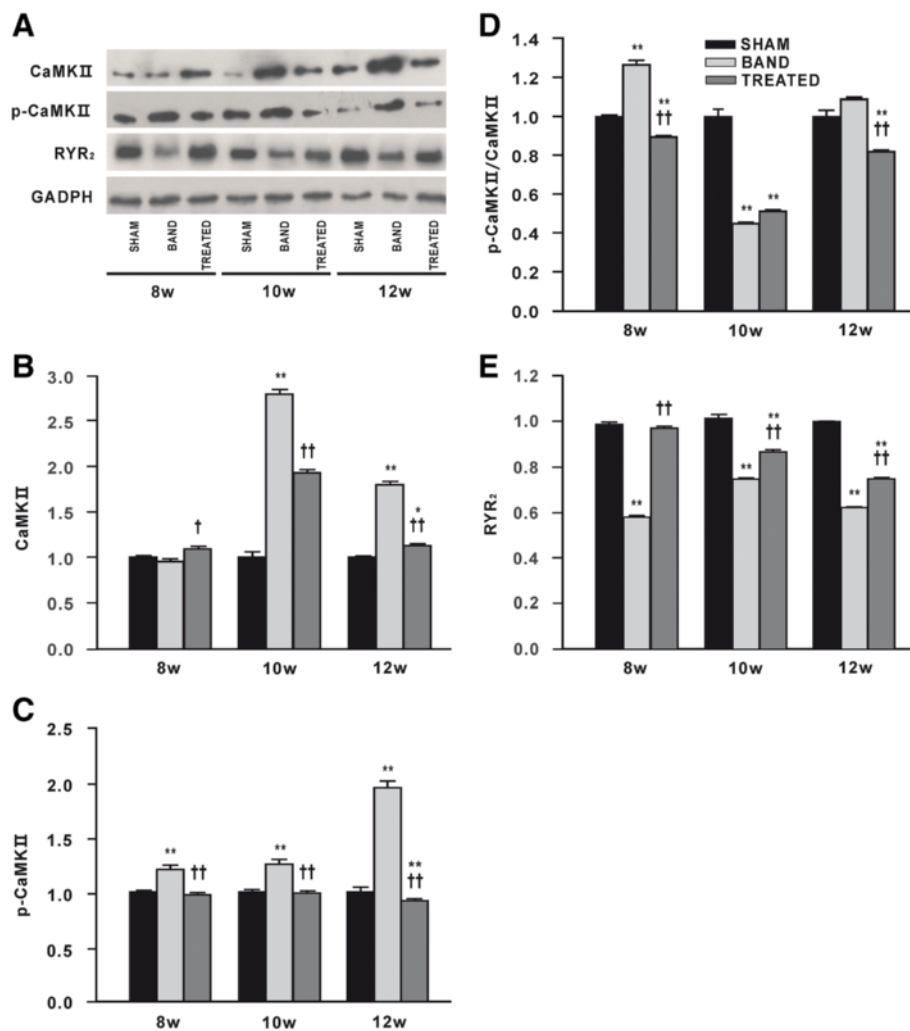 A
CaMKII
p-CaMKII
RYR₂
GADPH
SHAM
BAND
TREATED
SHAM
BAND
TREATED
SHAM
BAND
TREATED
8w 10w 12w
B
3.0
2.5
2.0
1.5
1.0
0.5
0.0
CaMKII
†
**
††
**
*
††
8w 10w 12w
C
2.5
2.0
1.5
1.0
0.5
0.0
p-CaMKII
**
††
**
††
**
**
††
8w 10w 12w
D
SHAM
BAND
TREATED
1.4
1.2
1.0
0.8
0.6
0.4
0.2
0.0
p-CaMKII/CaMKII
**
**
††
**
**
**
††
8w 10w 12w
E
1.2
1.0
0.8
0.6
0.4
0.2
0.0
RYR₂
**
††
**
**
††
**
**
††
8w 10w 12w